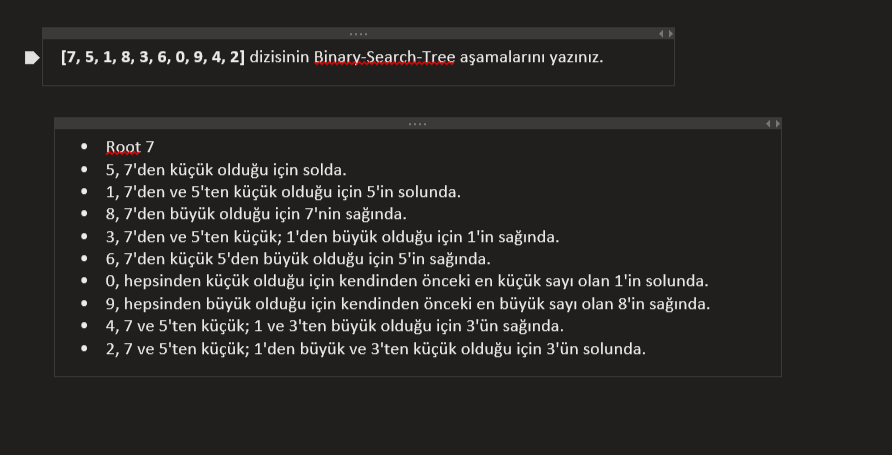 [7, 5, 1, 8, 3, 6, 0, 9, 4, 2] dizisinin Binary-Search-Tree aşamalarını yazınız.
• Root 7
• 5, 7'den küçük olduğu için solda.
• 1, 7'den ve 5'ten küçük olduğu için 5'in solunda.
• 8, 7'den büyük olduğu için 7'nin sağında.
• 3, 7'den ve 5'ten küçük; 1'den büyük olduğu için 1'in sağında.
• 6, 7'den küçük 5'den büyük olduğu için 5'in sağında.
• 0, hepsinden küçük olduğu için kendinden önceki en küçük sayı olan 1'in solunda.
• 9, hepsinden büyük olduğu için kendinden önceki en büyük sayı olan 8'in sağında.
• 4, 7 ve 5'ten küçük; 1 ve 3'ten büyük olduğu için 3'ün sağında.
• 2, 7 ve 5'ten küçük; 1'den büyük ve 3'ten küçük olduğu için 3'ün solunda.